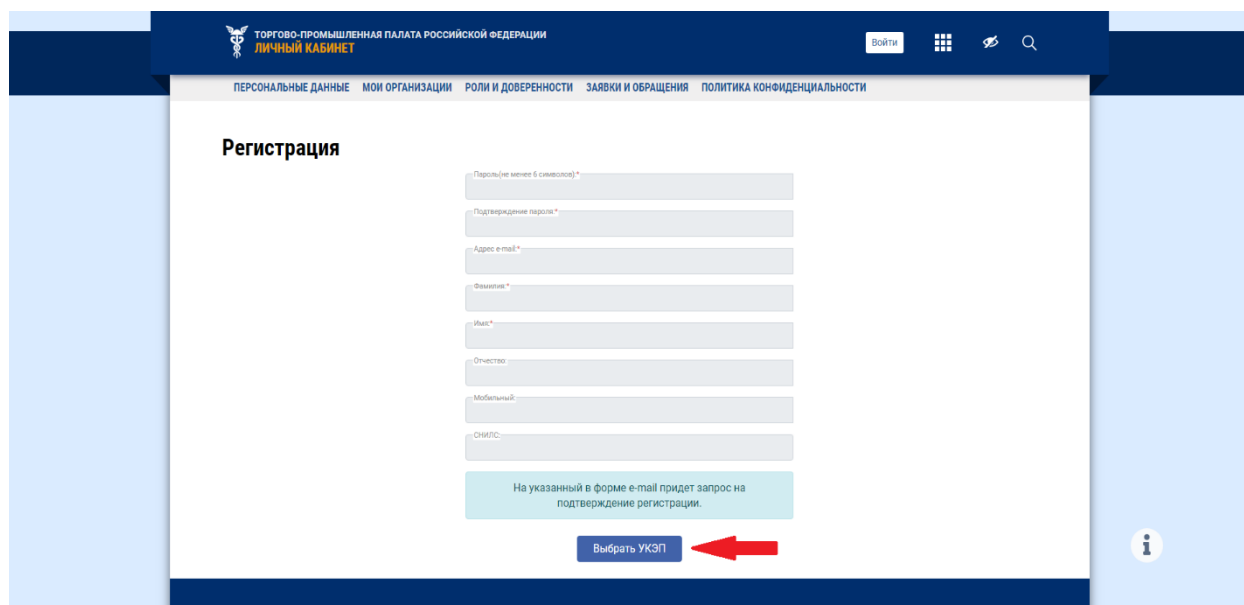 ТОРГОВО-ПРОМЫШЛЕННАЯ ПАЛАТА РОССИЙСКОЙ ФЕДЕРАЦИИ
ЛИЧНЫЙ КАБИНЕТ
Войти
ПЕРСОНАЛЬНЫЕ ДАННЫЕ МОИ ОРГАНИЗАЦИИ РОЛИ И ДОВЕРЕННОСТИ ЗАЯВКИ И ОБРАЩЕНИЯ ПОЛИТИКА КОНФИДЕНЦИАЛЬНОСТИ
Регистрация
Пароль(не менее 6 символов):*
Подтверждение пароля:*
Адрес e-mail:*
Фамилия:*
Имя:*
Отчество:
Мобильный:
СНИЛС:
На указанный в форме e-mail придет запрос на
подтверждение регистрации.
Выбрать УКЭП